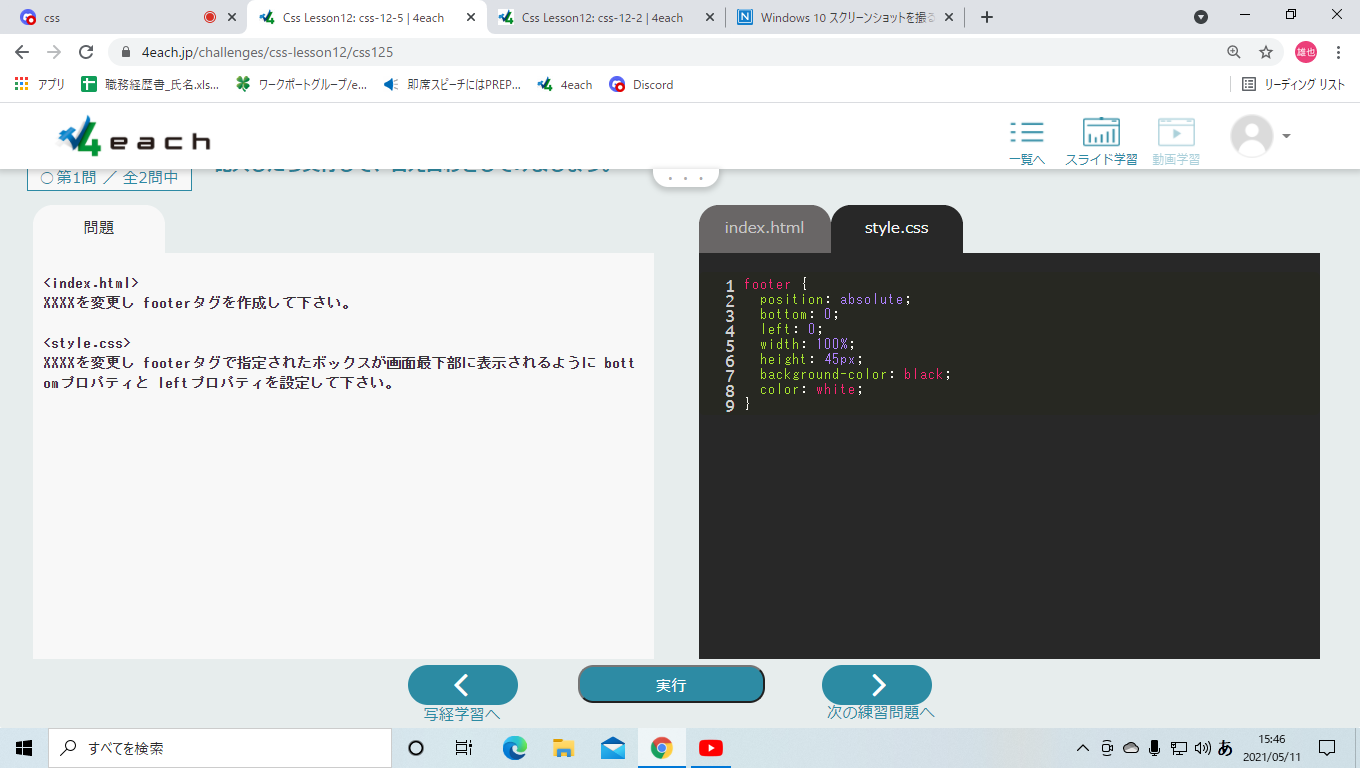 css
Css Lesson12: css-12-5 | 4each
Css Lesson12: css-12-2 | 4each
Windows 10 スクリーンショットを撮る
4each.jp/challenges/css-lesson12/css125
雄也
アプリ
職務経歴書_氏名.xls...
ワークポートグループ/e...
即席スピーチにはPREP...
4each
Discord
リーディング リスト
4each
一覧へ
スライド学習
動画学習
○第1問 ／ 全2問中
問題
index.html
style.css
<index.html>
XXXXを変更し footerタグを作成して下さい。
<style.css>
XXXXを変更し footerタグで指定されたボックスが画面最下部に表示されるように bott
omプロパティと leftプロパティを設定して下さい。
1 footer {
2 position: absolute;
3 bottom: 0;
4 left: 0;
5 width: 100%;
6 height: 45px;
7 background-color: black;
8 color: white;
9 }
写経学習へ
実行
次の練習問題へ
すべてを検索
あ
15:46
2021/05/11